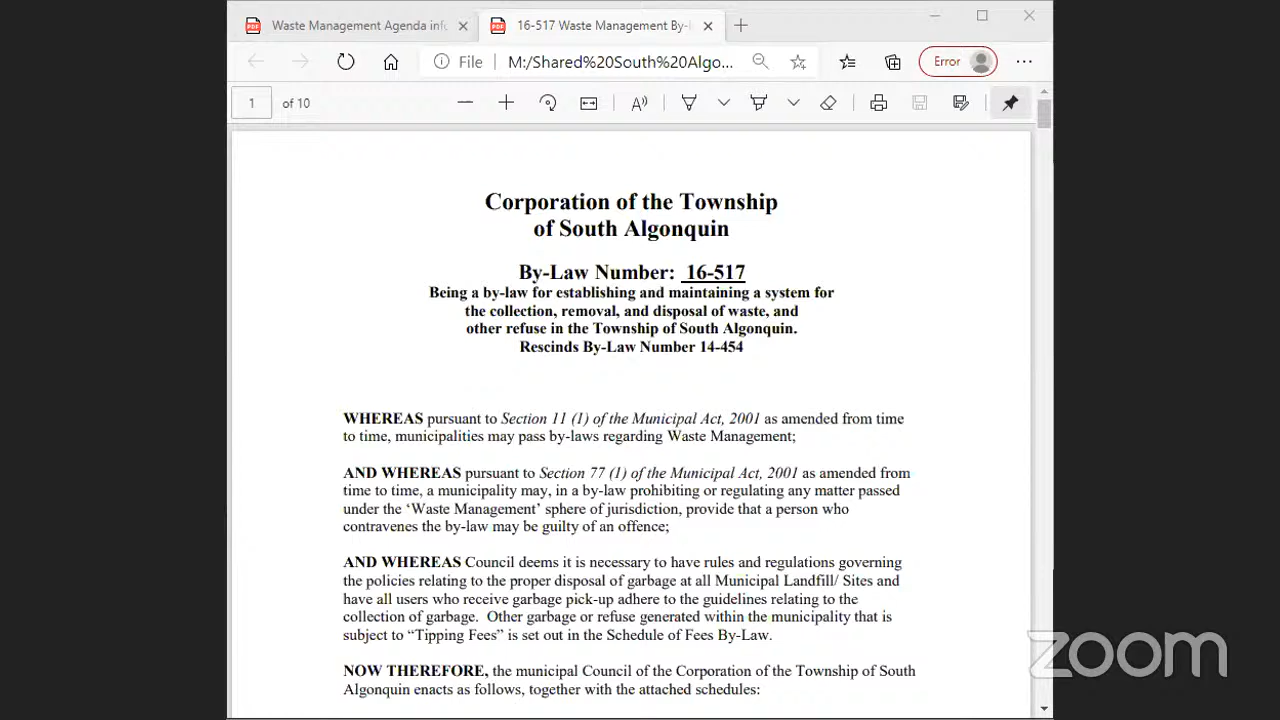 Waste Management Agenda info
16-517 Waste Management By-L
File
M:/Shared%20South%20Algo...
Error
1
of 10
Corporation of the Township
of South Algonquin
By-Law Number: 16-517
Being a by-law for establishing and maintaining a system for
the collection, removal, and disposal of waste, and
other refuse in the Township of South Algonquin.
Rescinds By-Law Number 14-454
WHEREAS pursuant to Section 11 (1) of the Municipal Act, 2001 as amended from time
to time, municipalities may pass by-laws regarding Waste Management;
AND WHEREAS pursuant to Section 77 (1) of the Municipal Act, 2001 as amended from
time to time, a municipality may, in a by-law prohibiting or regulating any matter passed
under the ‘Waste Management’ sphere of jurisdiction, provide that a person who
contravenes the by-law may be guilty of an offence;
AND WHEREAS Council deems it is necessary to have rules and regulations governing
the policies relating to the proper disposal of garbage at all Municipal Landfill/ Sites and
have all users who receive garbage pick-up adhere to the guidelines relating to the
collection of garbage.  Other garbage or refuse generated within the municipality that is
subject to “Tipping Fees” is set out in the Schedule of Fees By-Law.
NOW THEREFORE, the municipal Council of the Corporation of the Township of South
Algonquin enacts as follows, together with the attached schedules:
zoom